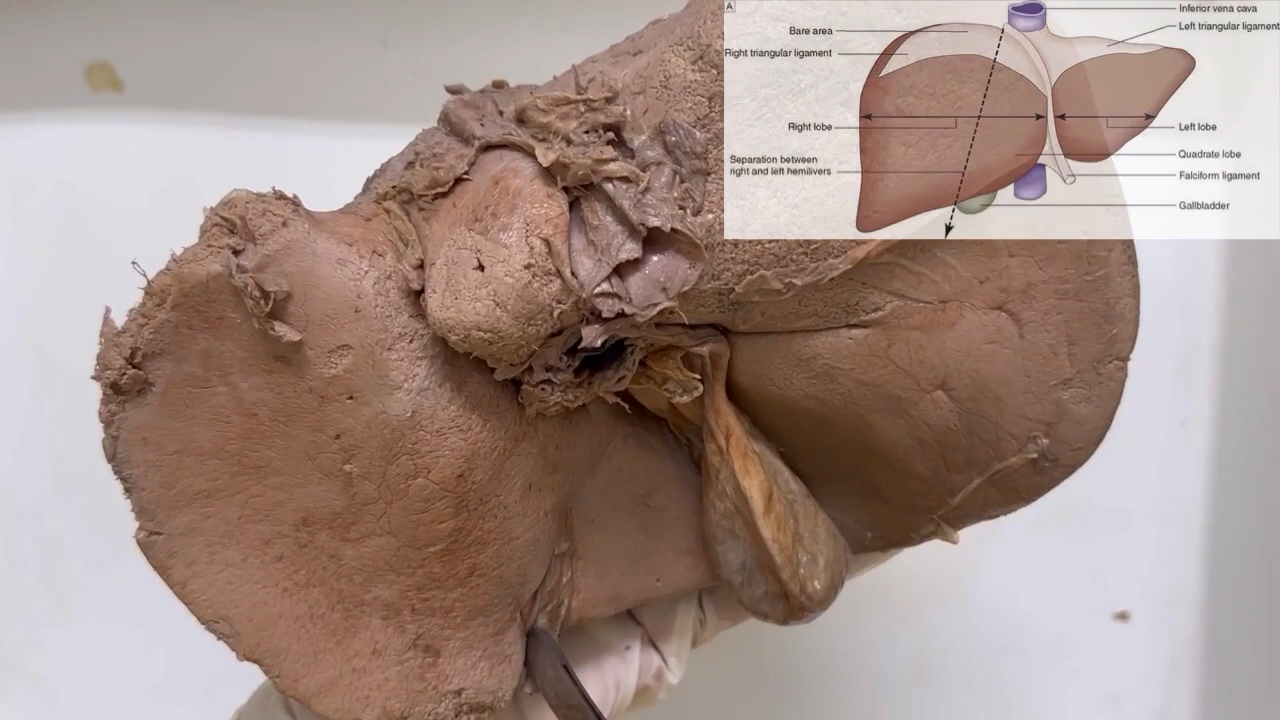 A
Bare area
Right triangular ligament
Right lobe
Separation between
right and left hemilivers
Inferior vena cava
Left triangular ligament
Left lobe
Quadrate lobe
Falciform ligament
Gallbladder